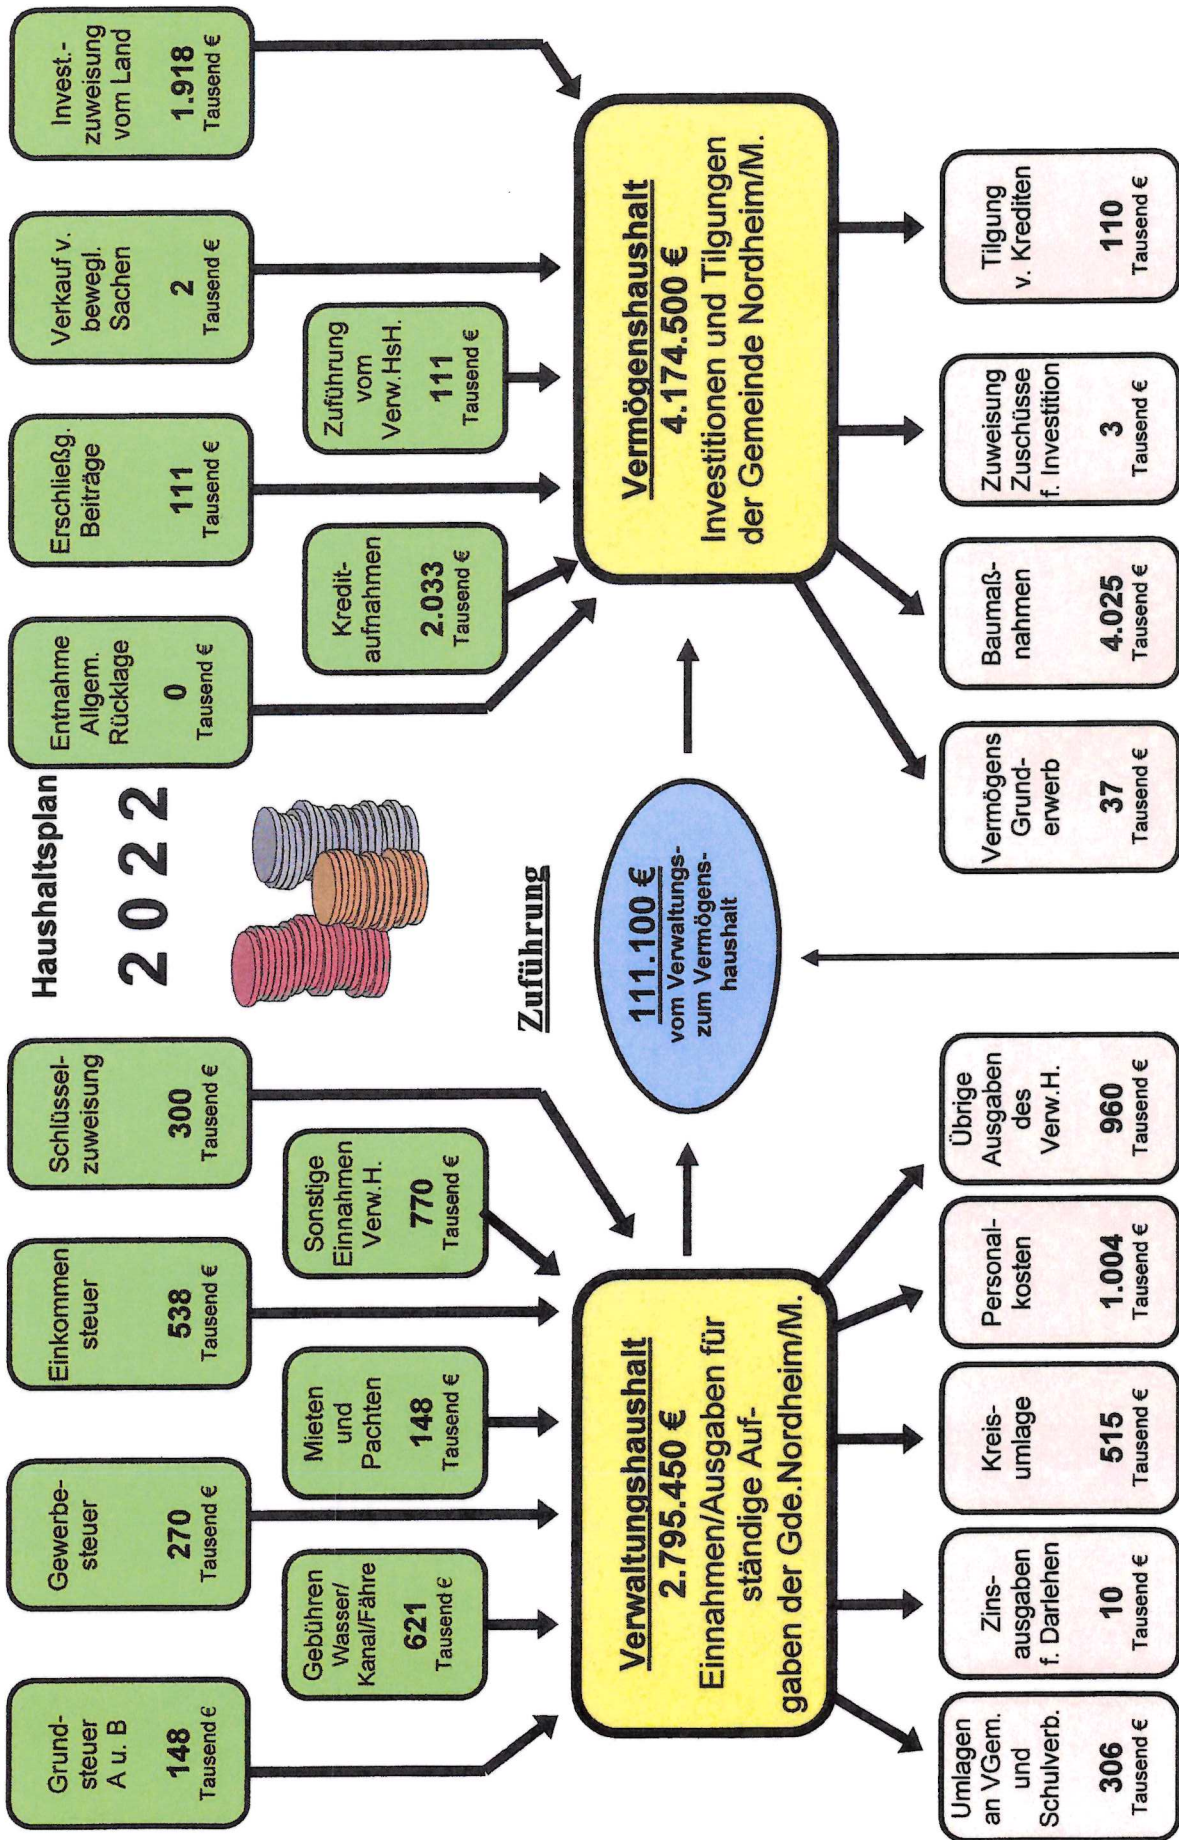 Haushaltsplan
2 0 2 2
Grund-
steuer
A u. B
148
Tausend €
Gewerbe-
steuer
270
Tausend €
Einkommen
steuer
538
Tausend €
Schlüssel-
zuweisung
300
Tausend €
Gebühren
Wasser/
Kanal/Fähre
621
Tausend €
Mieten
und
Pachten
148
Tausend €
Sonstige
Einnahmen
Verw.H.
770
Tausend €
Entnahme
Allgem.
Rücklage
0
Tausend €
Erschließg.
Beiträge
111
Tausend €
Verkauf v.
bewegl.
Sachen
2
Tausend €
Invest.-
zuweisung
vom Land
1.918
Tausend €
Kredit-
aufnahmen
2.033
Tausend €
Zuführung
vom
Verw.HsH.
111
Tausend €
Zuführung
Verwaltungshaushalt
2.795.450 €
Einnahmen/Ausgaben für
ständige Auf-
gaben der Gde.Nordheim/M.
111.100 €
vom Verwaltungs-
zum Vermögens-
haushalt
Vermögenshaushalt
4.174.500 €
Investitionen und Tilgungen
der Gemeinde Nordheim/M.
Umlagen
an VGem.
und
Schulverb.
306
Tausend €
Zins-
ausgaben
f. Darlehen
10
Tausend €
Kreis-
umlage
515
Tausend €
Personal-
kosten
1.004
Tausend €
Übrige
Ausgaben
des
Verw.H.
960
Tausend €
Vermögens
Grund-
erwerb
37
Tausend €
Baumaß-
nahmen
4.025
Tausend €
Zuweisung
Zuschüsse
f. Investition
3
Tausend €
Tilgung
v. Krediten
110
Tausend €